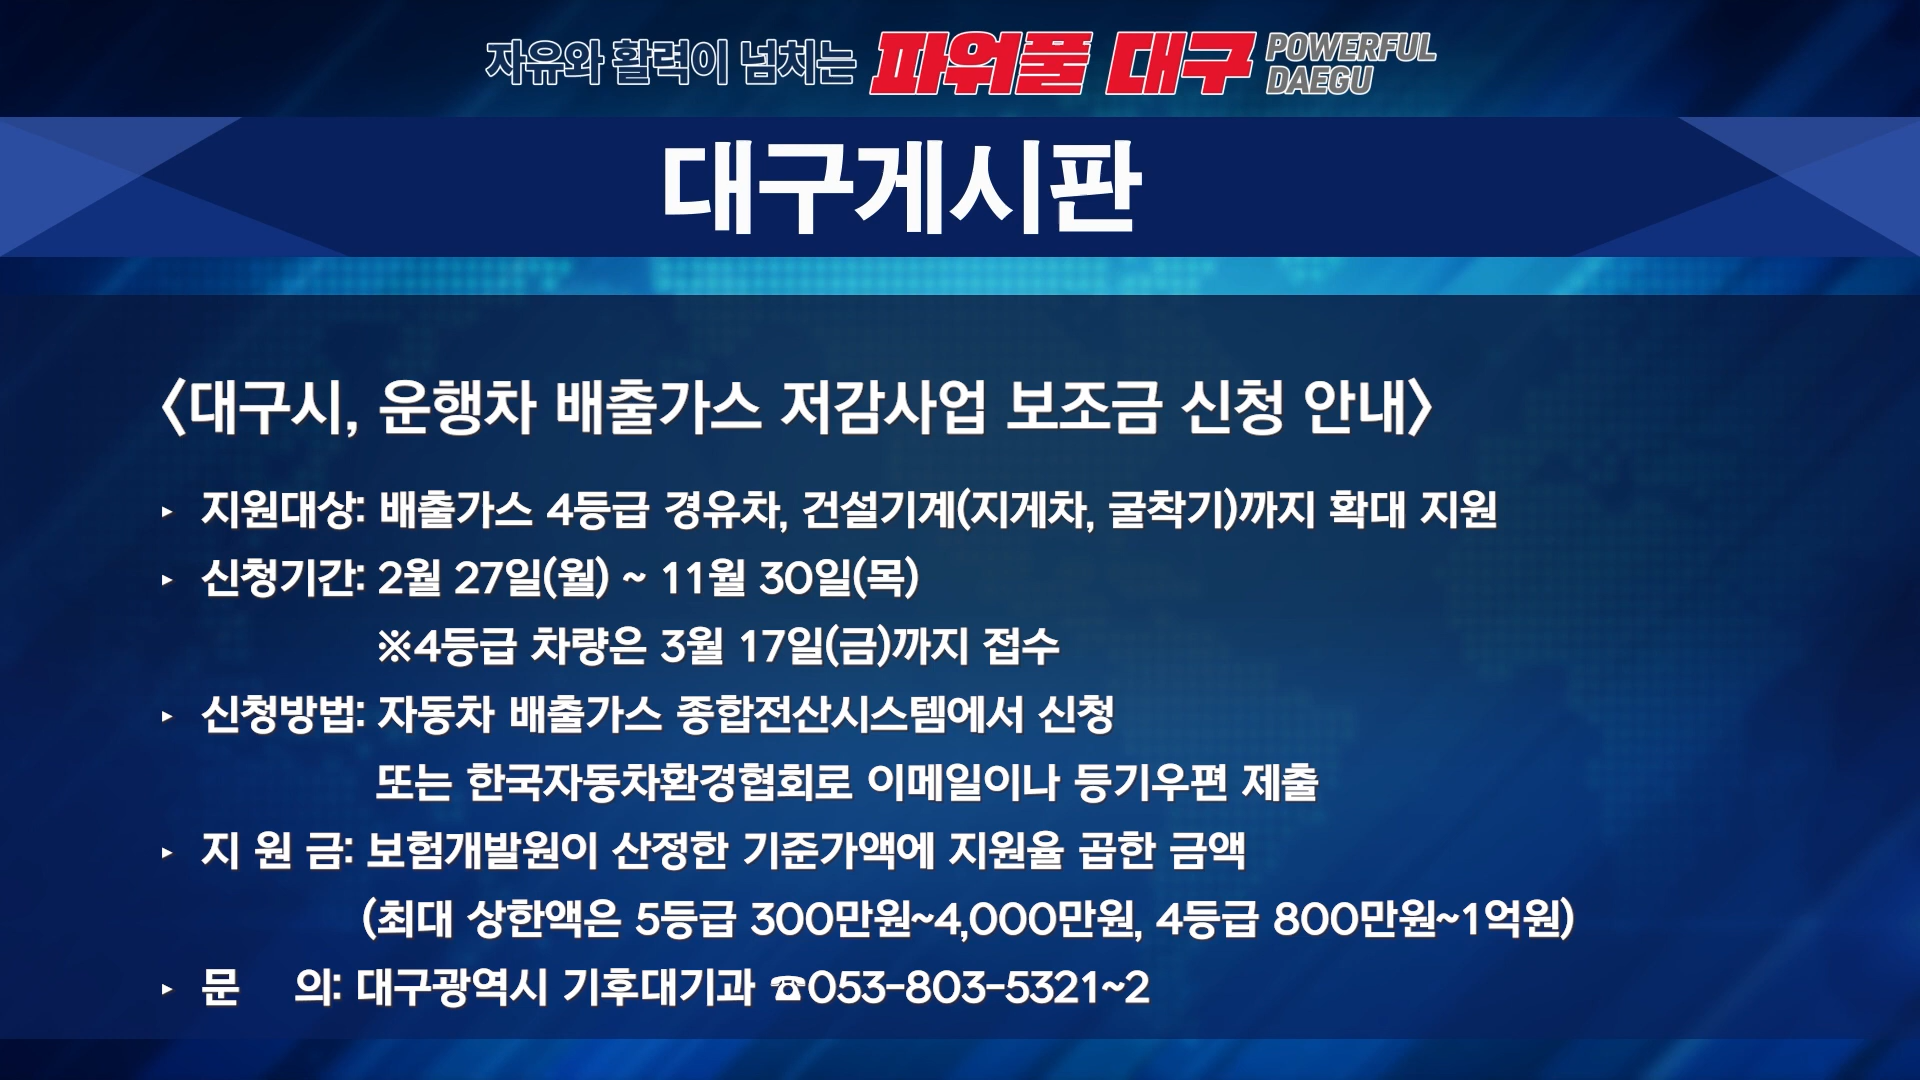 자유와 활력이 넘치는 파워풀 대구 POWERFUL DAEGU
대구게시판
<대구시, 운행차 배출가스 저감사업 보조금 신청 안내>
▸ 지원대상: 배출가스 4등급 경유차, 건설기계(지게차, 굴착기)까지 확대 지원
▸ 신청기간: 2월 27일(월) ~ 11월 30일(목)
※4등급 차량은 3월 17일(금)까지 접수
▸ 신청방법: 자동차 배출가스 종합전산시스템에서 신청
또는 한국자동차환경협회로 이메일이나 등기우편 제출
▸ 지 원 금: 보험개발원이 산정한 기준가액에 지원율 곱한 금액
(최대 상한액은 5등급 300만원~4,000만원, 4등급 800만원~1억원)
▸ 문 의: 대구광역시 기후대기과 ☎053-803-5321~2